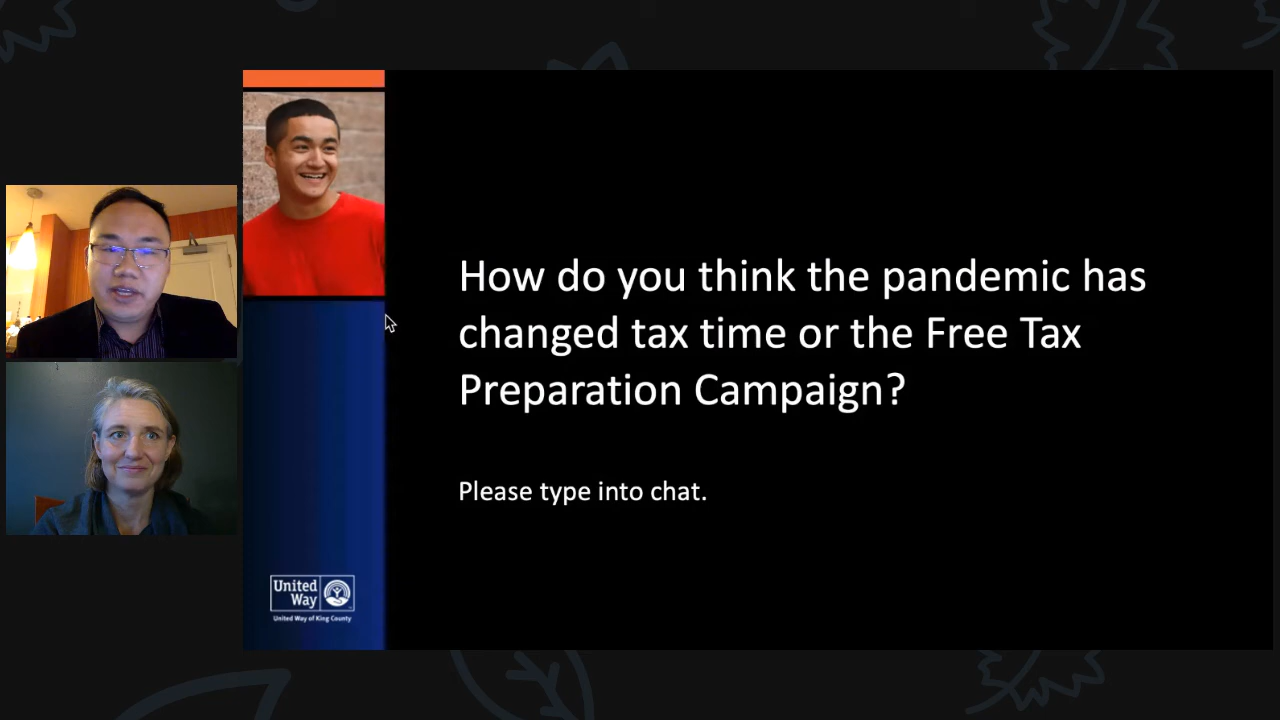 How do you think the pandemic has
changed tax time or the Free Tax
Preparation Campaign?
Please type into chat.
United
Way
United Way of King County